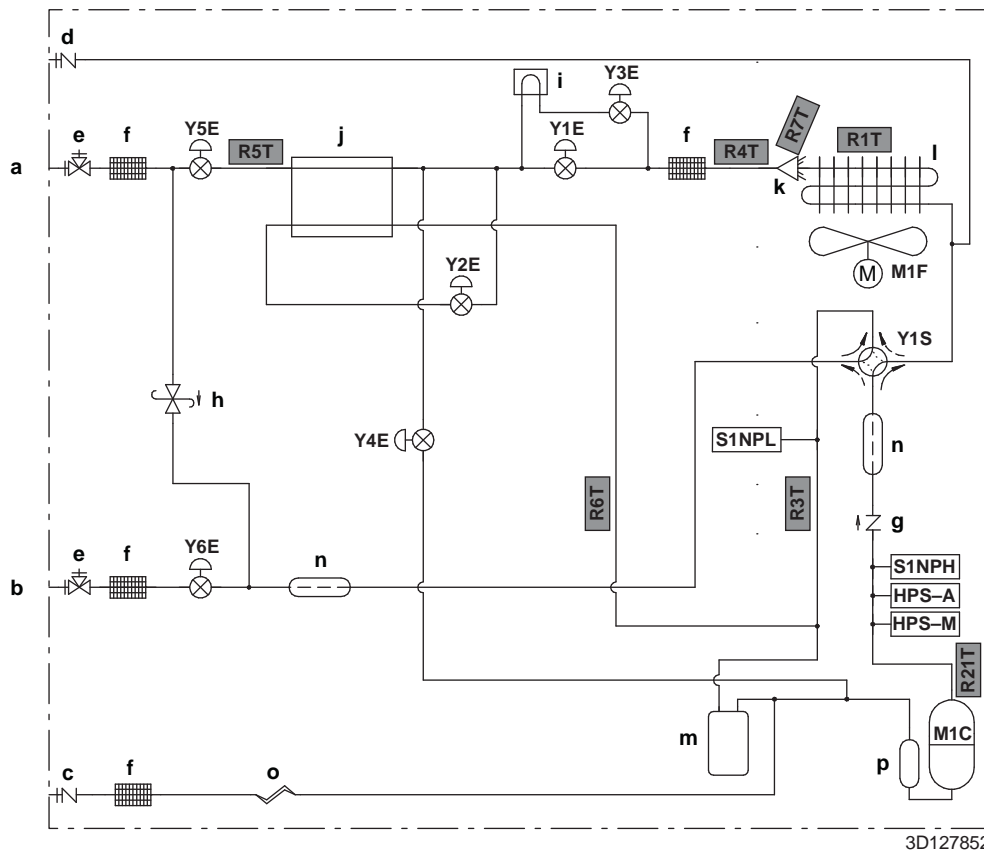 d
i
Y3E
e
f
Y5E
R5T
j
Y1E
f
R4T
R7T
R1T
l
a
k
M
M1F
Y2E
Y1S
h
Y4E
S1NPL
n
R6T
R3T
g
e
f
Y6E
n
b
S1NPH
HPS–A
HPS–M
R21T
m
M1C
p
c
f
o
3D127852